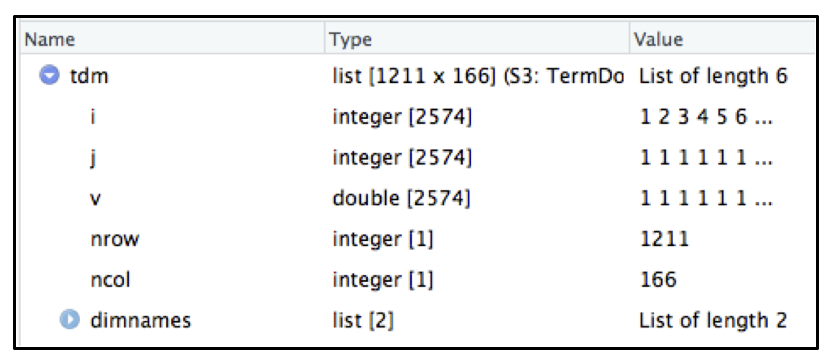 Name Type Value
tdm list [1211 x 166] (S3: TermDo List of length 6
i integer [2574] 1 2 3 4 5 6 ...
j integer [2574] 1 1 1 1 1 1 ...
v double [2574] 1 1 1 1 1 1 ...
nrow integer [1] 1211
ncol integer [1] 166
dimnames list [2] List of length 2